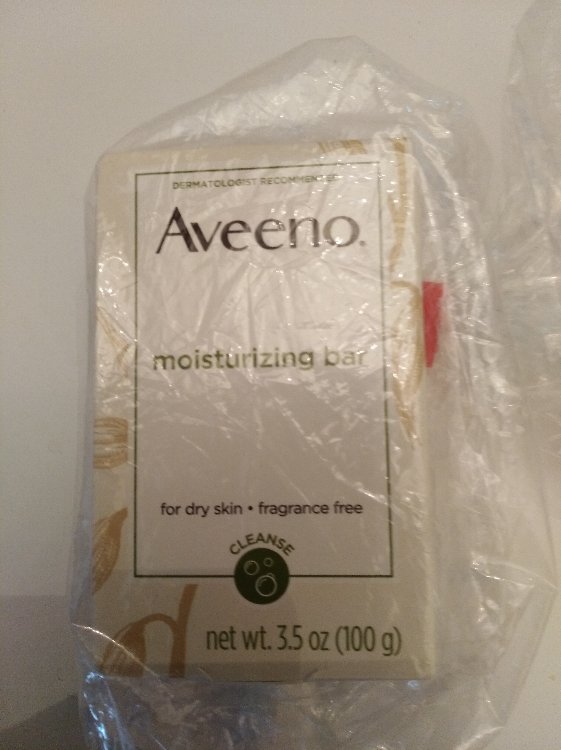 DERMATOLOGIST RECOMMENDED
Aveeno.
moisturizing bar
for dry skin • fragrance free
CLEANSE
net wt. 3.5 oz (100 g)